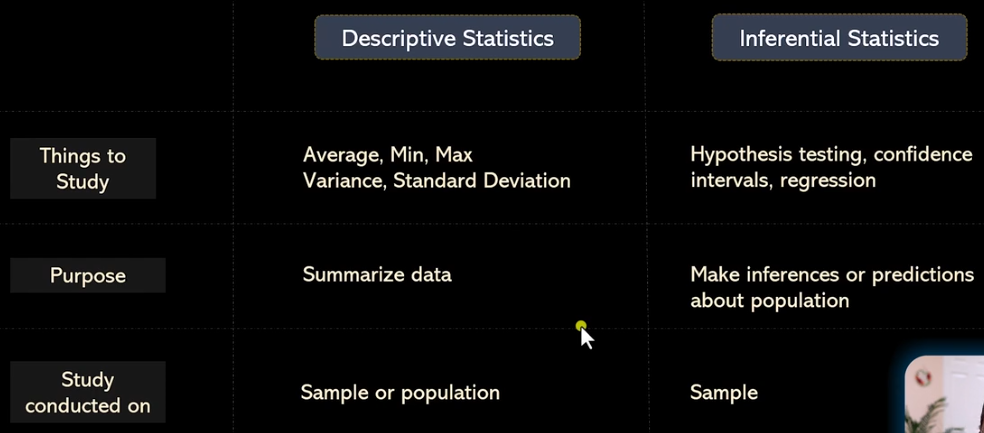 Descriptive Statistics
Inferential Statistics
Things to
Study
Average, Min, Max
Variance, Standard Deviation
Hypothesis testing, confidence
intervals, regression
Purpose
Summarize data
Make inferences or predictions
about population
Study
conducted on
Sample or population
Sample